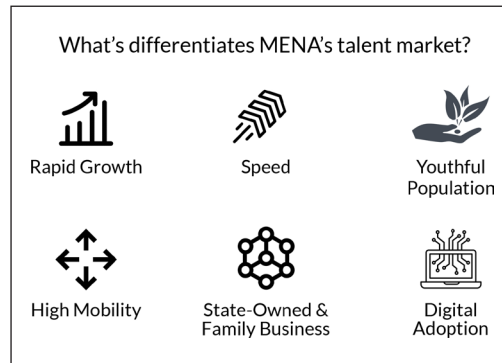 What's differentiates MENA's talent market?
Rapid Growth
Speed
Youthful
Population
High Mobility
State-Owned &
Family Business
Digital
Adoption